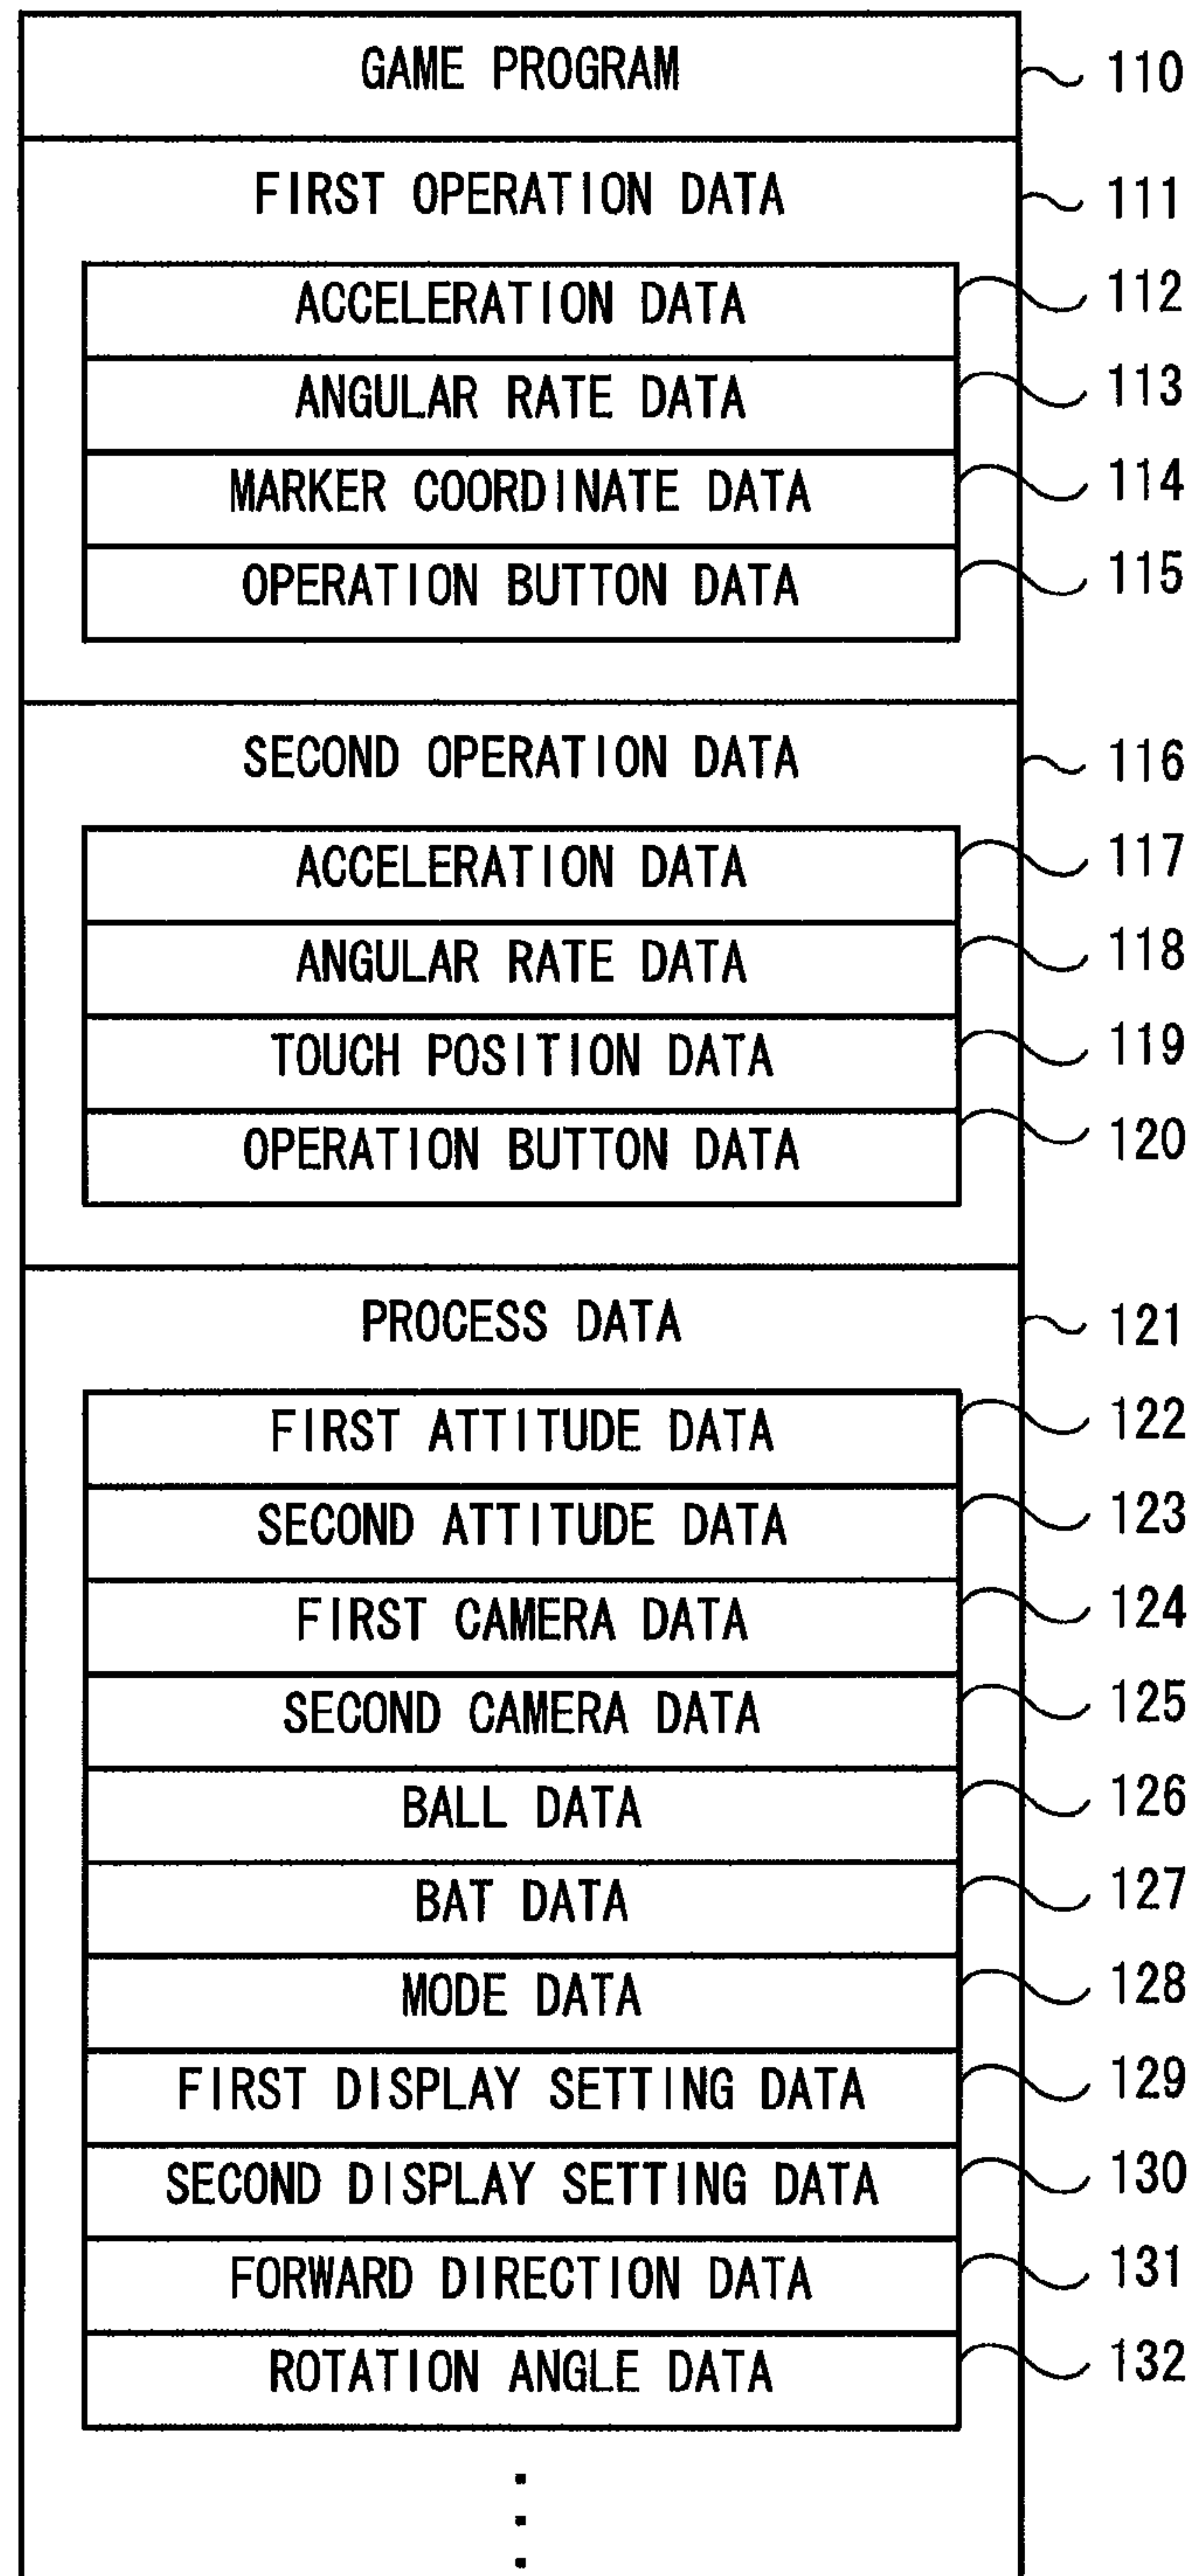 GAME PROGRAM 110
FIRST OPERATION DATA 111
ACCELERATION DATA 112
ANGULAR RATE DATA 113
MARKER COORDINATE DATA 114
OPERATION BUTTON DATA 115
SECOND OPERATION DATA 116
ACCELERATION DATA 117
ANGULAR RATE DATA 118
TOUCH POSITION DATA 119
OPERATION BUTTON DATA 120
PROCESS DATA 121
FIRST ATTITUDE DATA 122
SECOND ATTITUDE DATA 123
FIRST CAMERA DATA 124
SECOND CAMERA DATA 125
BALL DATA 126
BAT DATA 127
MODE DATA 128
FIRST DISPLAY SETTING DATA 129
SECOND DISPLAY SETTING DATA 130
FORWARD DIRECTION DATA 131
ROTATION ANGLE DATA 132